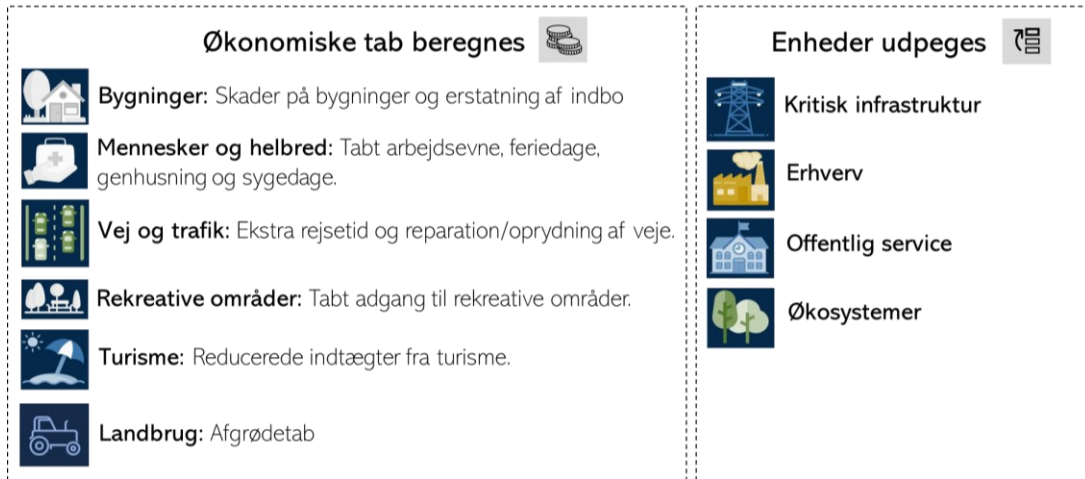 Økonomiske tab beregnes
Bygninger: Skader på bygninger og erstatning af indbo
Mennesker og helbred: Tabt arbejdsevne, feriedage,
genhusning og sygedage.
Vej og trafik: Ekstra rejsetid og reparation/oprydning af veje.
Rekreative områder: Tabt adgang til rekreative områder.
Turisme: Reducerede indtægter fra turisme.
Landbrug: Afgrødetab
Enheder udpeges
Kritisk infrastruktur
Erhverv
Offentlig service
Økosystemer